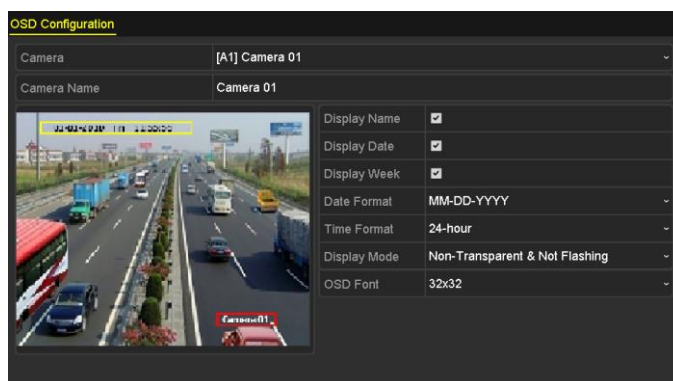 OSD Configuration
Camera [A1] Camera 01
Camera Name Camera 01
Display Name
Display Date
Display Week
Date Format MM-DD-YYYY
Time Format 24-hour
Display Mode Non-Transparent & Not Flashing
OSD Font 32x32
Camera01